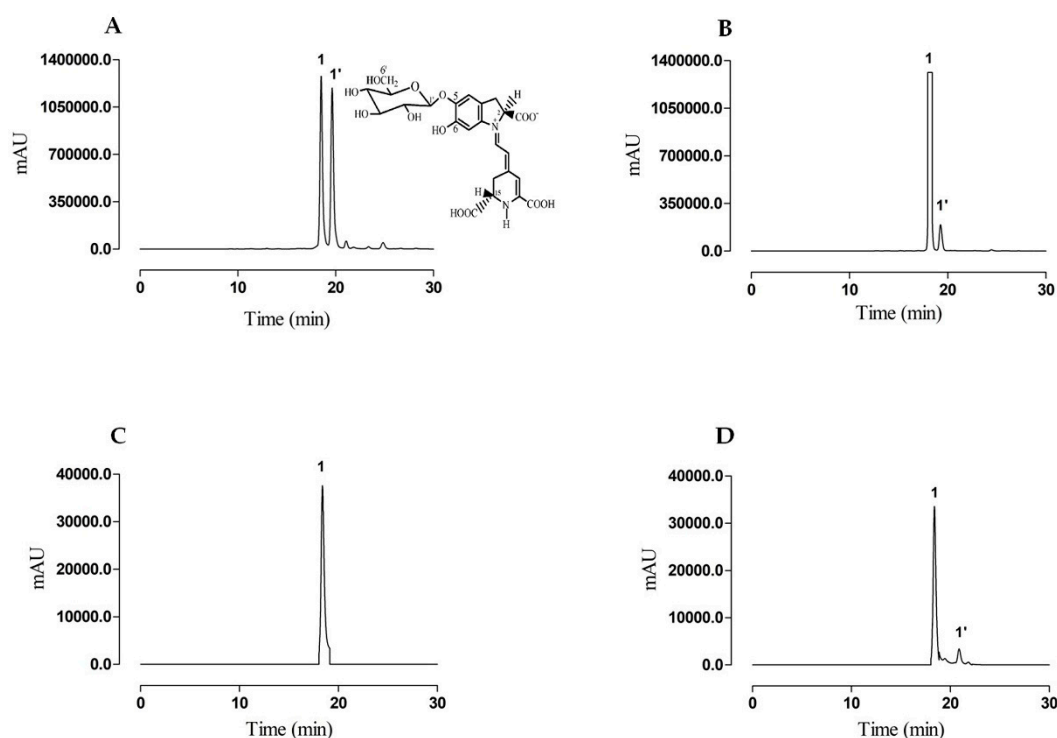 A
1400000.0
1050000.0
700000.0
350000.0
0.0
mAU
1
1'
0
10
20
30
Time (min)
6'
HOCH2
HO
HO
HO
OH
O
1'
O
5
6
HO
N+
2
H
COO-
H
15
HOOC
N
H
COOH
B
1400000.0
1050000.0
700000.0
350000.0
0.0
mAU
1
1'
0
10
20
30
Time (min)
C
40000.0
30000.0
20000.0
10000.0
0.0
mAU
1
0
10
20
30
Time (min)
D
40000.0
30000.0
20000.0
10000.0
0.0
mAU
1
1'
0
10
20
30
Time (min)